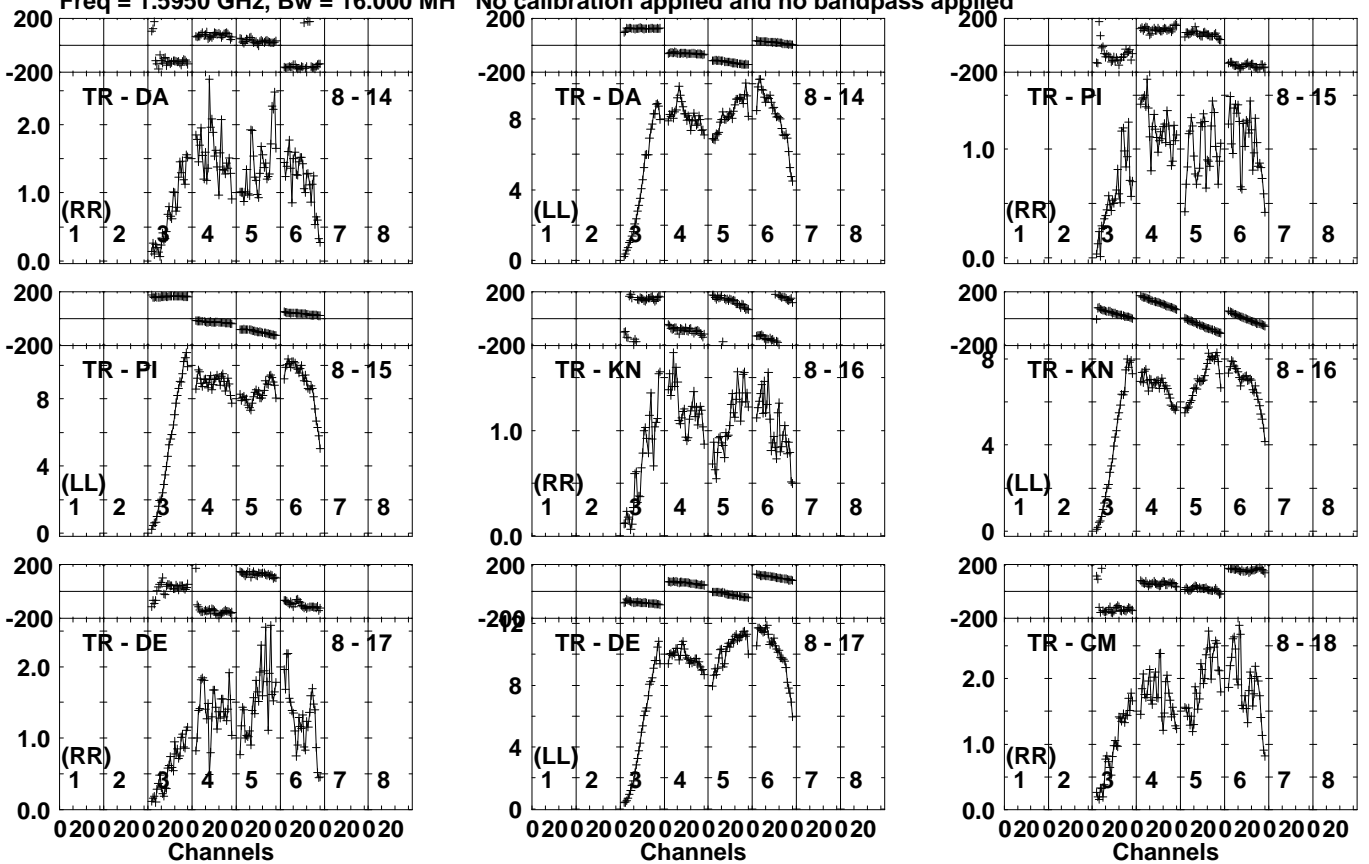 Freq = 1.5950 GHz, Bw = 16.000 MH No calibration applied and no bandpass applied
200 200 200
-200 -200 -200
TR - DA 8 - 14 TR - DA 8 - 14 TR - PI 8 - 15
2.0 8
1.0 4 1.0
(RR) (LL) (RR)
1 2 3 4 5 6 7 8 1 2 3 4 5 6 7 8 1 2 3 4 5 6 7 8
0.0 0 0.0
200 200 200
-200 -200 -200
TR - PI 8 - 15 TR - KN 8 - 16 TR - KN 8 - 16
8 1.0 8
4 4
(LL) (RR) (LL)
1 2 3 4 5 6 7 8 1 2 3 4 5 6 7 8 1 2 3 4 5 6 7 8
0 0.0 0
200 200 200
-200 -200 12 -200
TR - DE 8 - 17 TR - DE 8 - 17 TR - CM 8 - 18
2.0 8 2.0
1.0 4 1.0
(RR) (LL) (RR)
1 2 3 4 5 6 7 8 1 2 3 4 5 6 7 8 1 2 3 4 5 6 7 8
0.0 0 0.0
0 20 0 20 0 20 0 20 0 20 0 20 0 20 0 20 0 20 0 20 0 20 0 20 0 20 0 20 0 20 0 20 0 20 0 20 0 20 0 20 0 20 0 20 0 20 0 20
Channels Channels Channels